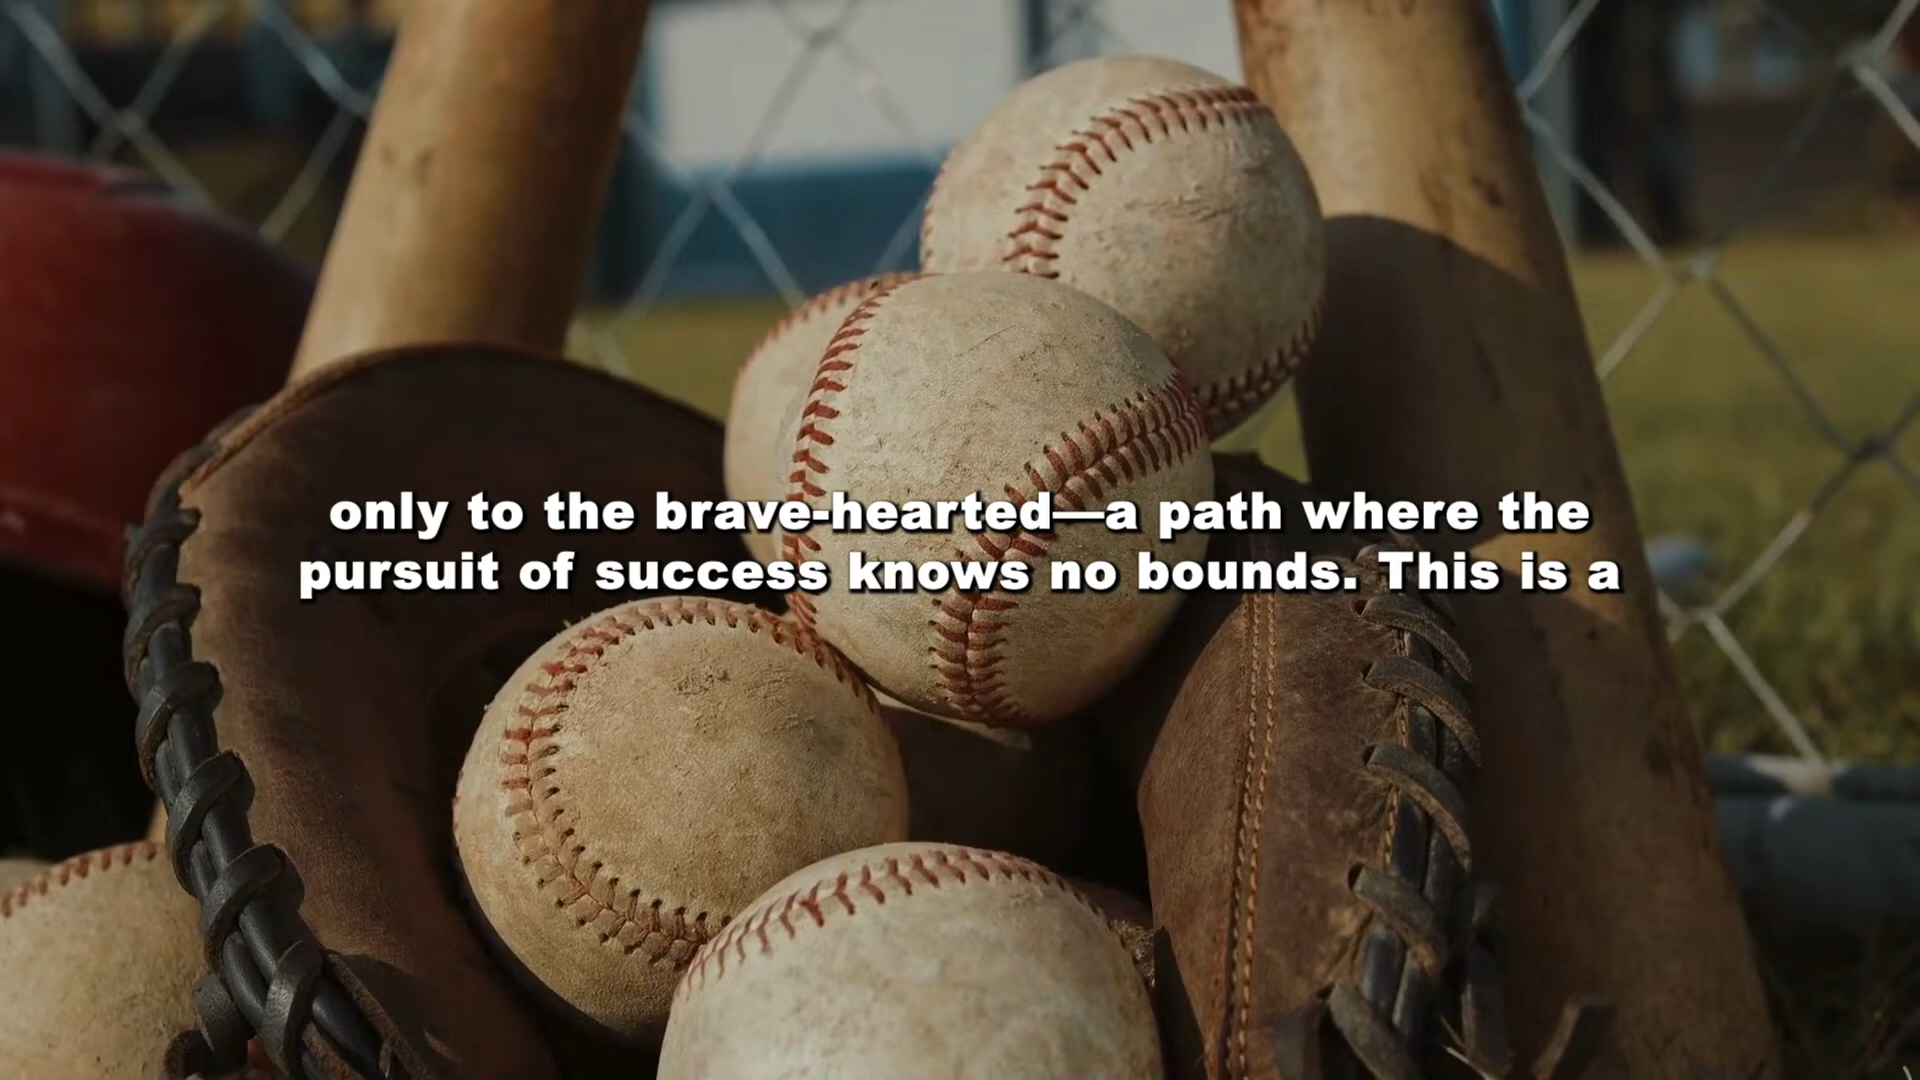 only to the brave-hearted—a path where the
pursuit of success knows no bounds. This is a